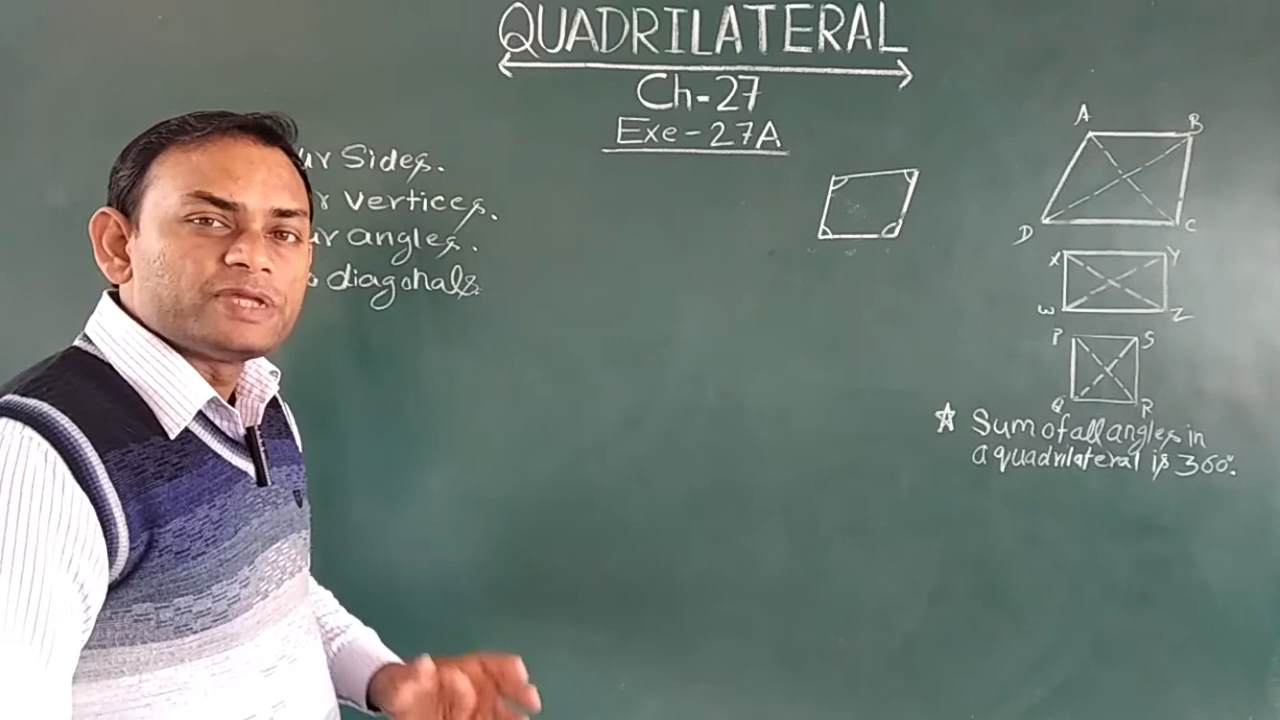 QUADRILATERAL
Ch-27
Exe-27A
Sides.
vertices.
angles.
diagonals.
A B
D C
X Y
W Z
P S
Q R
☆ Sum of all angles in
a quadrilateral is 360°.